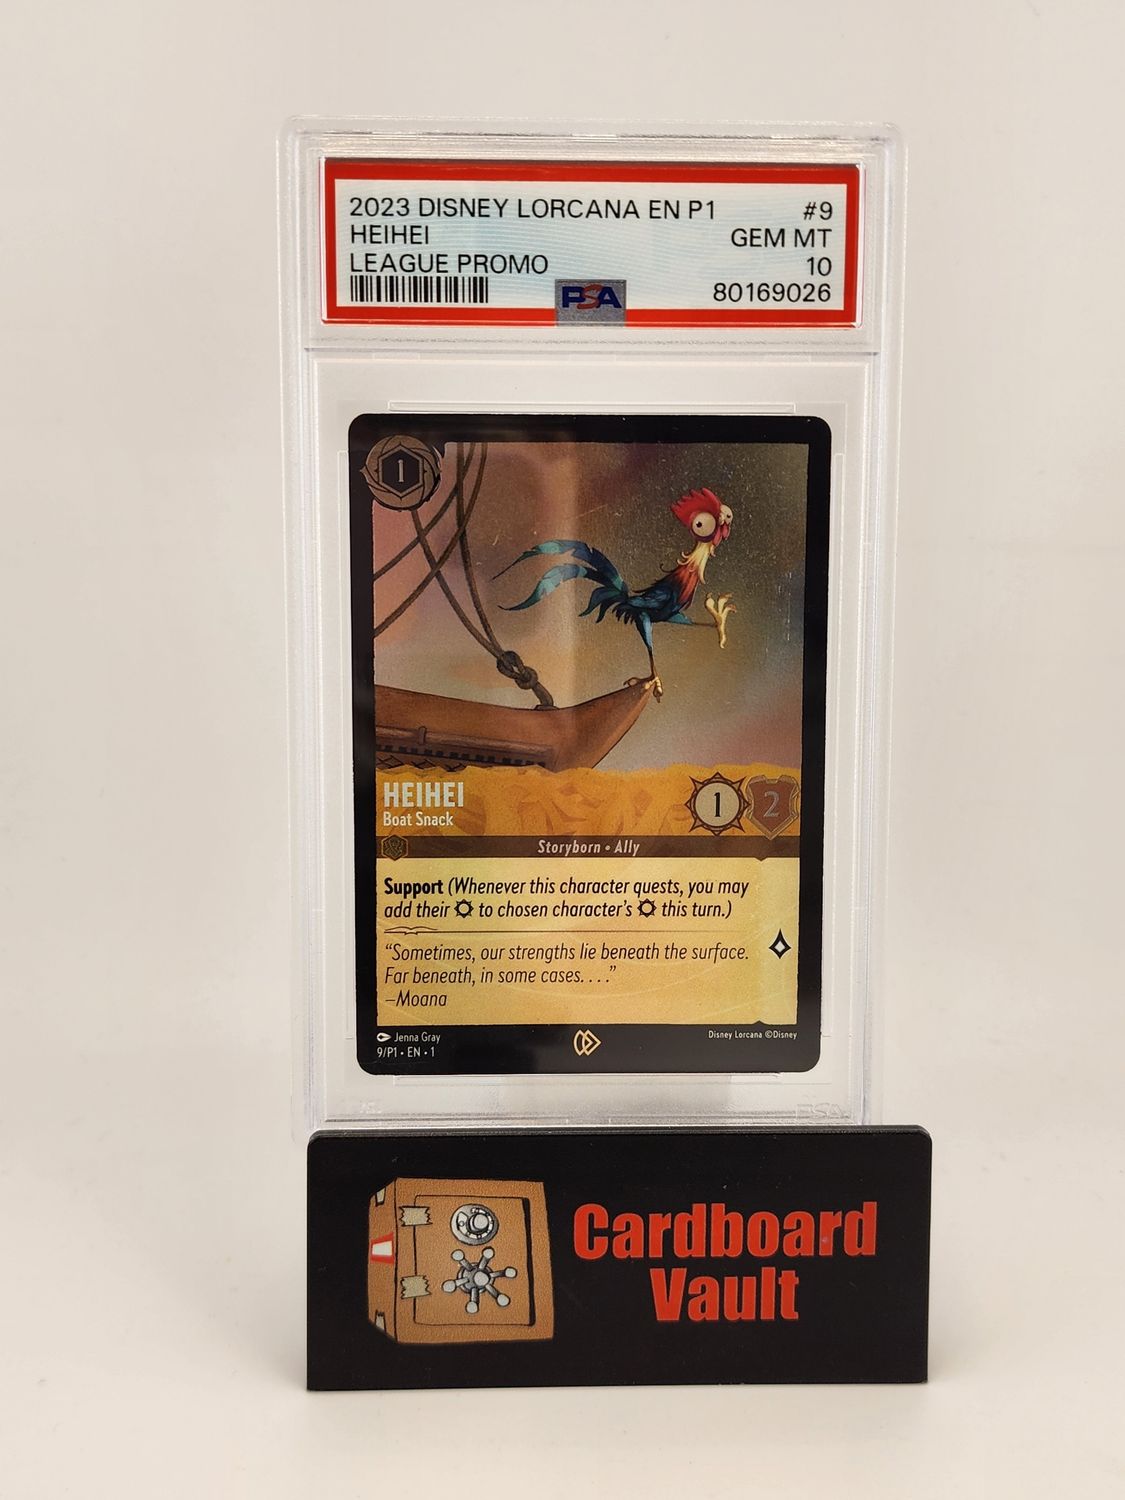 2023 DISNEY LORCANA EN P1 #9
HEIHEI GEM MT
LEAGUE PROMO 10
PSA 80169026
1
HEIHEI
Boat Snack
1 2
Storyborn • Ally
Support (Whenever this character quests, you may
add their to chosen character's this turn.)
“Sometimes, our strengths lie beneath the surface.
Far beneath, in some cases. . . .”
–Moana
Jenna Gray
9/P1 • EN • 1
Disney Lorcana ©Disney
PSA
Cardboard
Vault